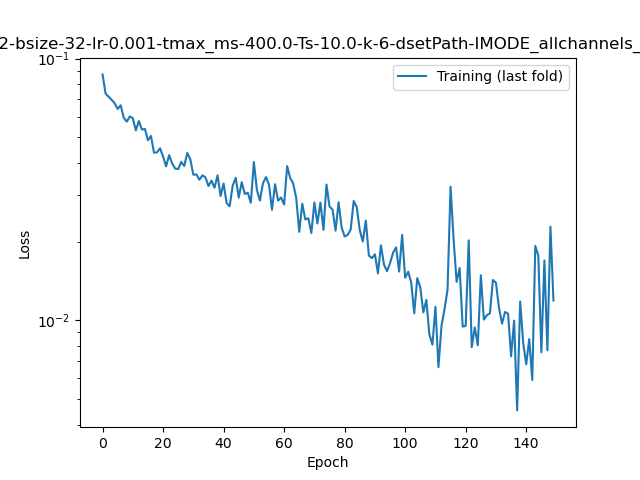 2-bsize-32-lr-0.001-tmax_ms-400.0-Ts-10.0-k-6-dsetPath-IMODE_allchannels_
10⁻¹
10⁻²
Loss
Training (last fold)
0 20 40 60 80 100 120 140
Epoch